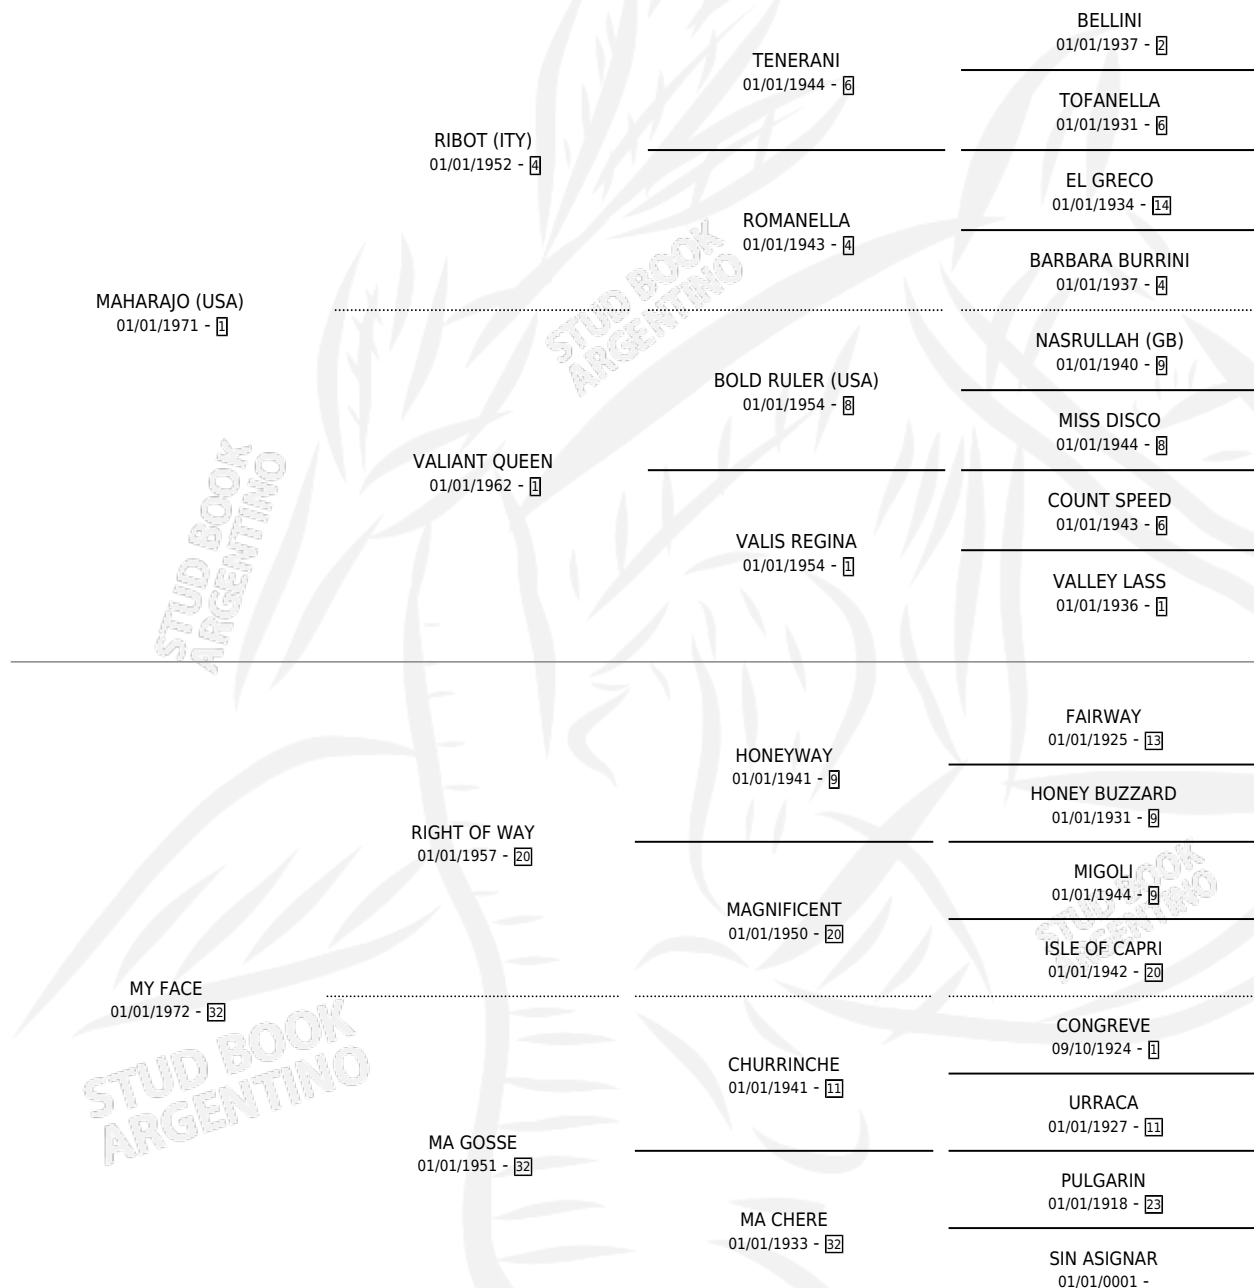 BELLINI
01/01/1937 - 2
TENERANI
01/01/1944 - 6
TOFANELLA
01/01/1931 - 6
RIBOT (ITY)
01/01/1952 - 4
EL GRECO
01/01/1934 - 14
ROMANELLA
01/01/1943 - 4
BARBARA BURRINI
01/01/1937 - 4
MAHARAJO (USA)
01/01/1971 - 1
NASRULLAH (GB)
01/01/1940 - 9
BOLD RULER (USA)
01/01/1954 - 8
MISS DISCO
01/01/1944 - 8
VALIANT QUEEN
01/01/1962 - 1
COUNT SPEED
01/01/1943 - 6
VALIS REGINA
01/01/1954 - 1
VALLEY LASS
01/01/1936 - 1
STUD BOOK
ARGENTINO
STUD BOOK
ARGENTINO
FAIRWAY
01/01/1925 - 13
HONEYWAY
01/01/1941 - 9
HONEY BUZZARD
01/01/1931 - 9
RIGHT OF WAY
01/01/1957 - 20
MIGOLI
01/01/1944 - 9
MAGNIFICENT
01/01/1950 - 20
ISLE OF CAPRI
01/01/1942 - 20
MY FACE
01/01/1972 - 32
CONGREVE
09/10/1924 - 1
CHURRINCHE
01/01/1941 - 11
URRACA
01/01/1927 - 11
MA GOSSE
01/01/1951 - 32
PULGARIN
01/01/1918 - 23
MA CHERE
01/01/1933 - 32
SIN ASIGNAR
01/01/0001 -
STUD BOOK
ARGENTINO
STUD BOOK
ARGENTINO